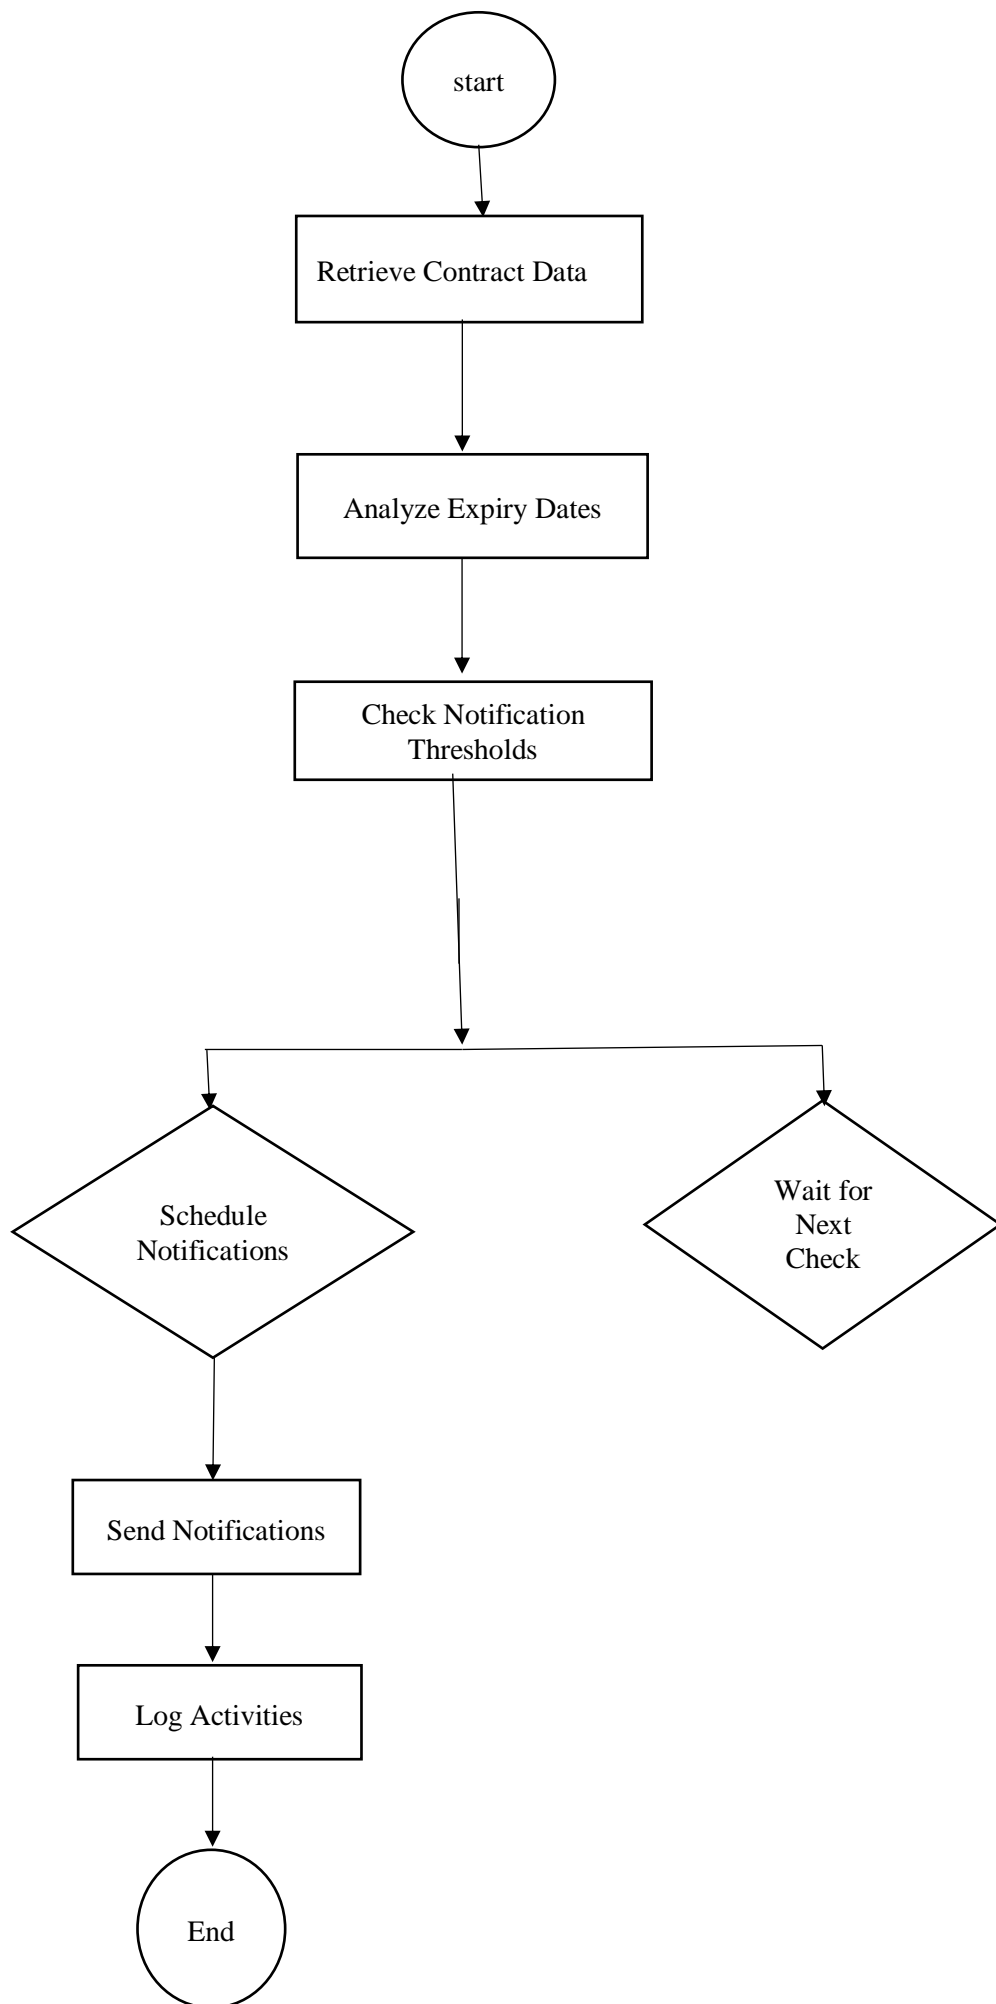 start
Retrieve Contract Data
Analyze Expiry Dates
Check Notification
Thresholds
Schedule
Notifications
Wait for
Next
Check
Send Notifications
Log Activities
End